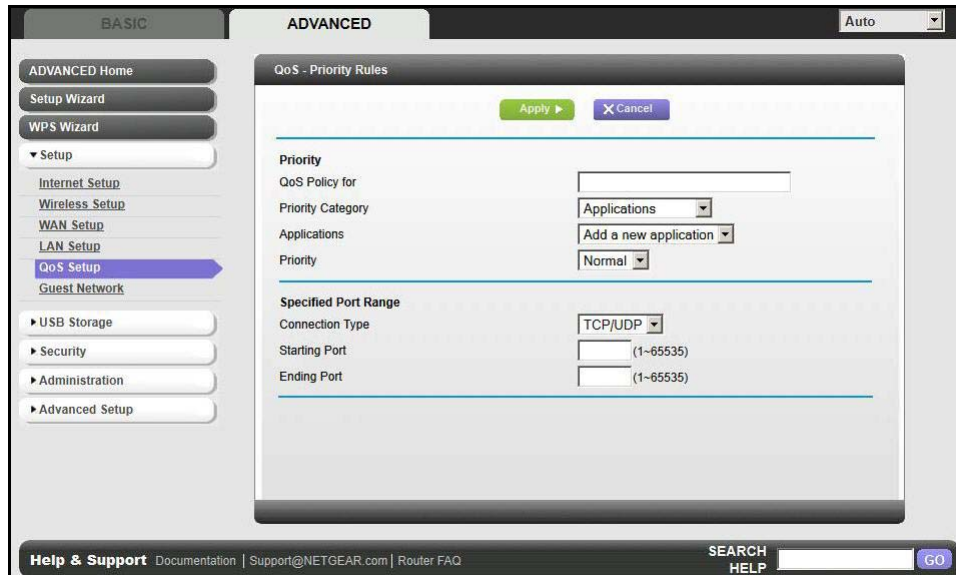 BASIC
ADVANCED
Auto
ADVANCED Home
Setup Wizard
WPS Wizard
Setup
Internet Setup
Wireless Setup
WAN Setup
LAN Setup
QoS Setup
Guest Network
USB Storage
Security
Administration
Advanced Setup
QoS - Priority Rules
Apply
Cancel
Priority
QoS Policy for
Priority Category Applications
Applications Add a new application
Priority Normal
Specified Port Range
Connection Type TCP/UDP
Starting Port (1~65535)
Ending Port (1~65535)
Help & Support Documentation | Support@NETGEAR.com | Router FAQ
SEARCH HELP
GO